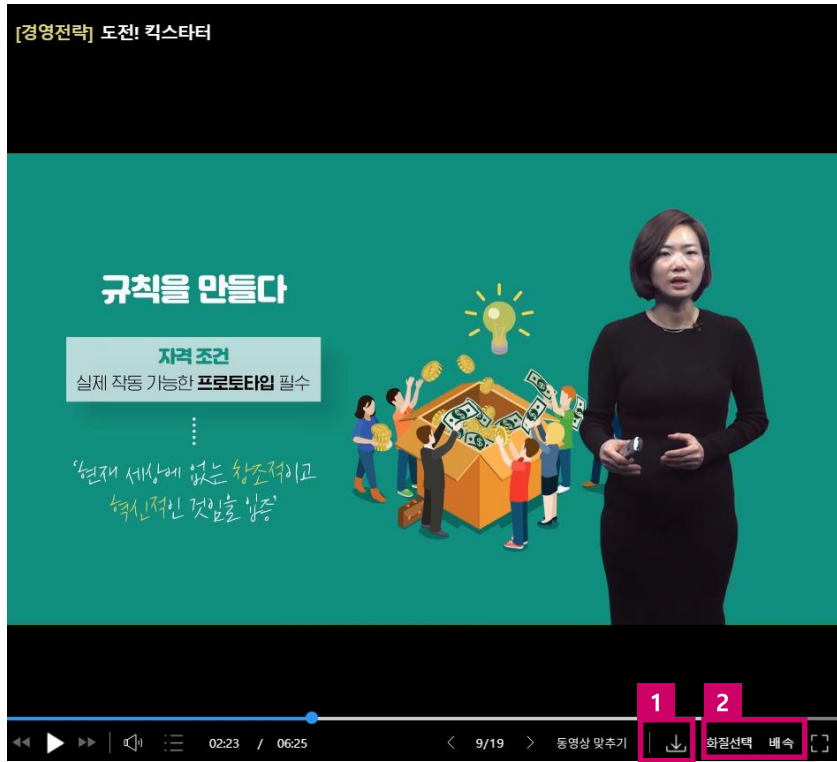 [경영전략] 도전! 킥스타터
규칙을 만들다
자격 조건
실제 작동 가능한 프로토타입 필수
‘현재 세상에 없는 창조적이고
혁신적인 것임을 입증’
1 2
02:23 / 06:25 9/19 동영상 맞추기 화질선택 배속